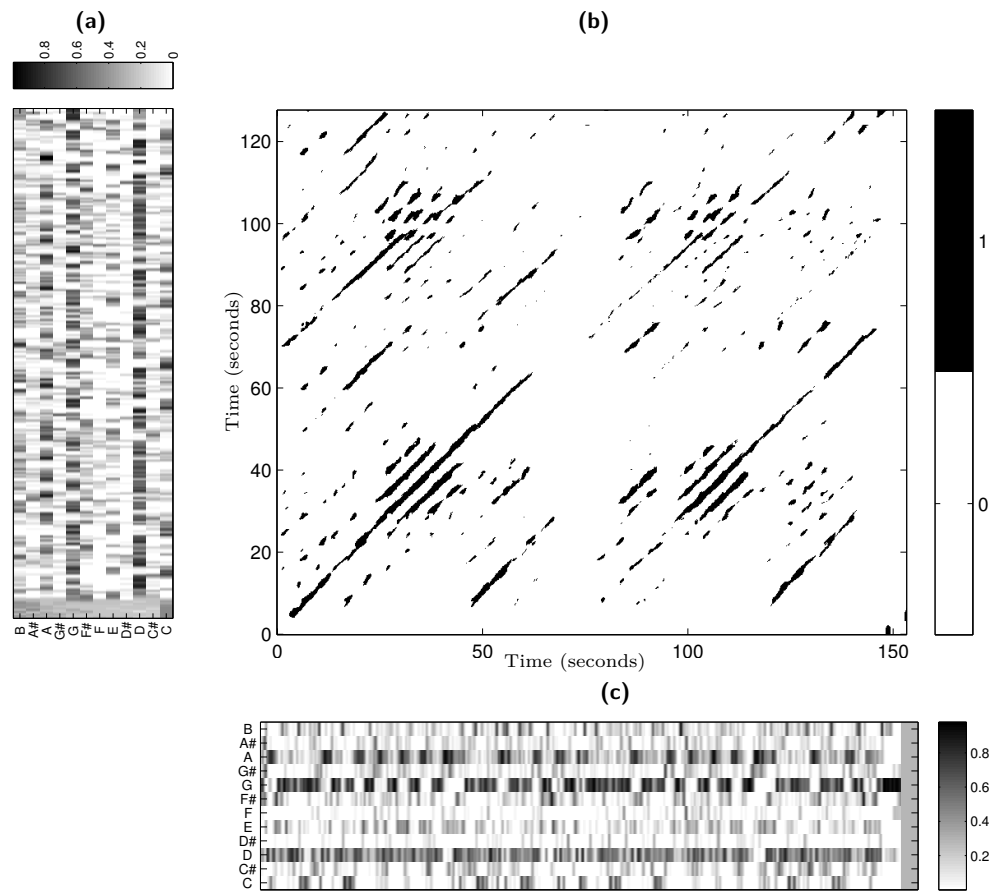 (a)
0.8 0.6 0.4 0.2 0
B A# A G# G F# F E D# D C# C
(b)
120
100
80
60
40
20
0
Time (seconds)
0 50 100 150
Time (seconds)
1
0
(c)
B
A#
A
G#
G
F#
F
E
D#
D
C#
C
0.8
0.6
0.4
0.2